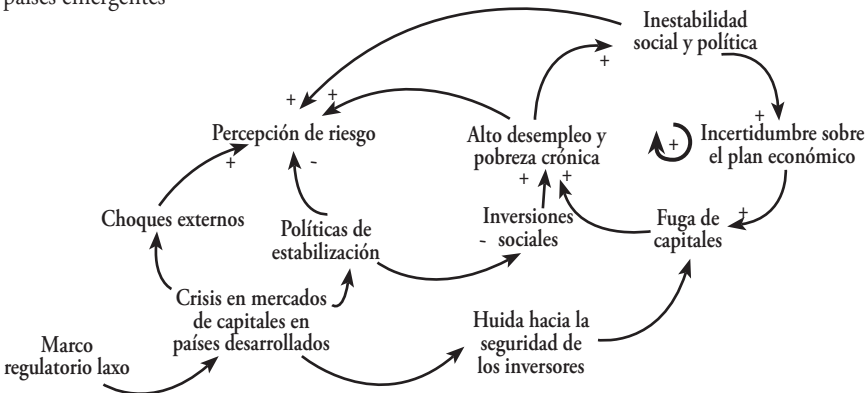 países emergentes
Inestabilidad
social y política
+
+
+
+
Percepción de riesgo
Alto desempleo y
pobreza crónica
+
Incertidumbre sobre
el plan económico
+
-
+
+
Choques externos
Políticas de
estabilización
Inversiones
sociales
-
Fuga de
capitales
+
Crisis en mercados
de capitales en
países desarrollados
Huida hacia la
seguridad de
los inversores
Marco
regulatorio laxo